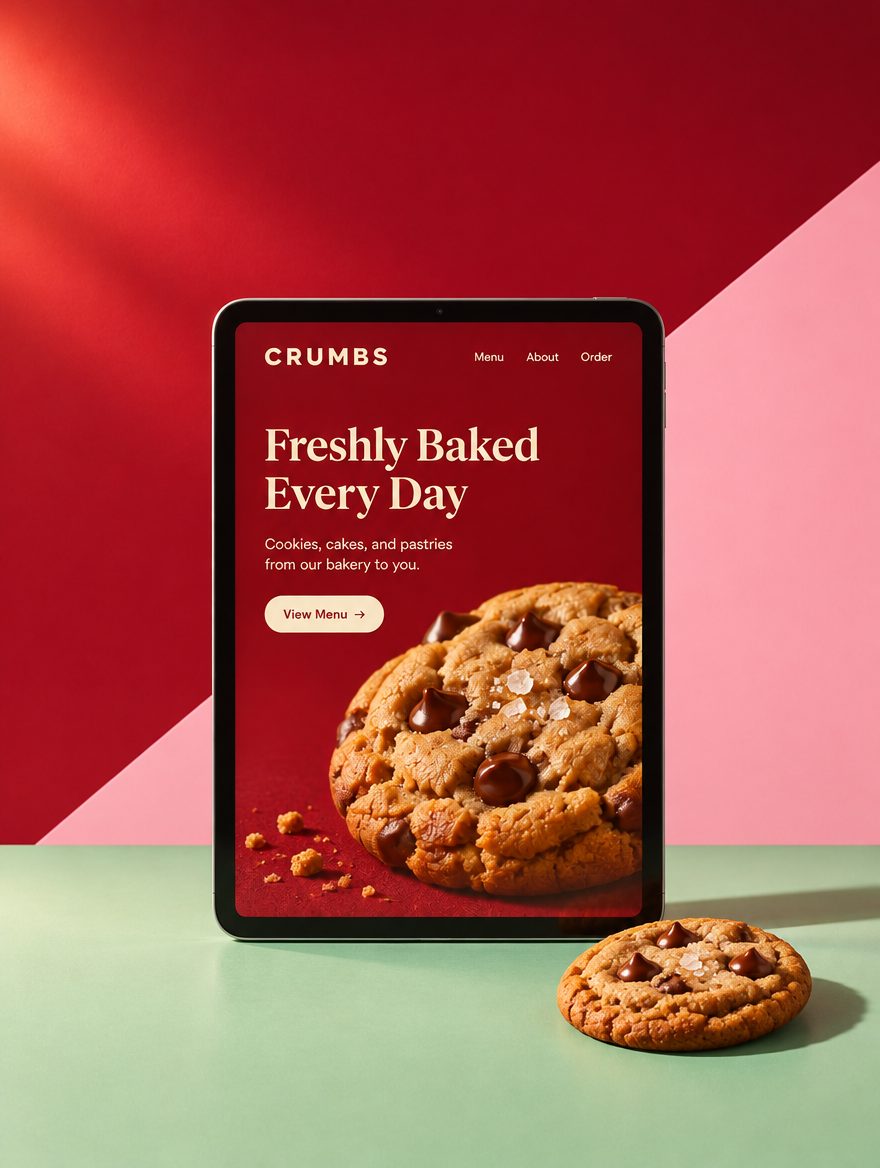 CRUMBS
Menu About Order
Freshly Baked
Every Day
Cookies, cakes, and pastries
from our bakery to you.
View Menu →